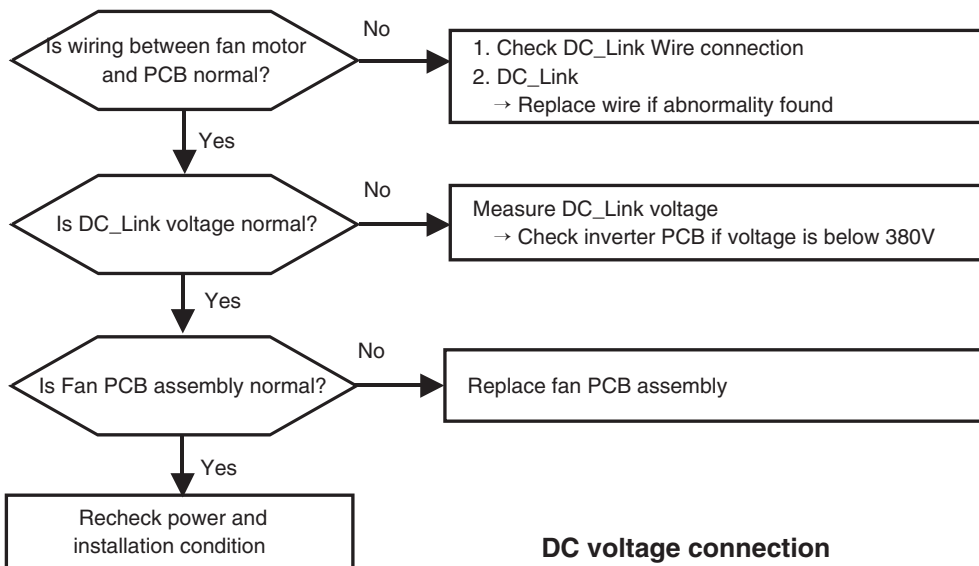 Is wiring between fan motor
and PCB normal?
No
1. Check DC_Link Wire connection
2. DC_Link
→ Replace wire if abnormality found
Yes
Is DC_Link voltage normal?
No
Measure DC_Link voltage
→ Check inverter PCB if voltage is below 380V
Yes
Is Fan PCB assembly normal?
No
Replace fan PCB assembly
Yes
Recheck power and
installation condition
DC voltage connection